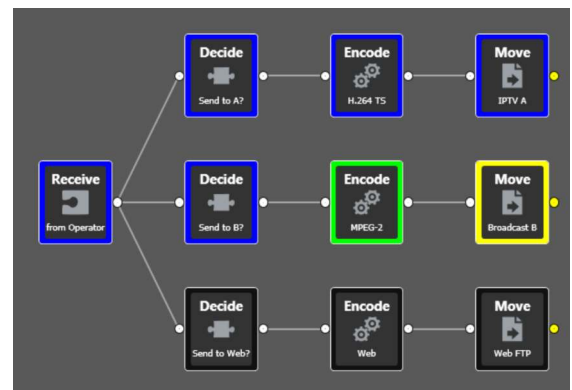 Decide
Send to A?
Encode
H.264 TS
Move
IPTV A
Receive
from Operator
Decide
Send to B?
Encode
MPEG-2
Move
Broadcast B
Decide
Send to Web?
Encode
Web
Move
Web FTP